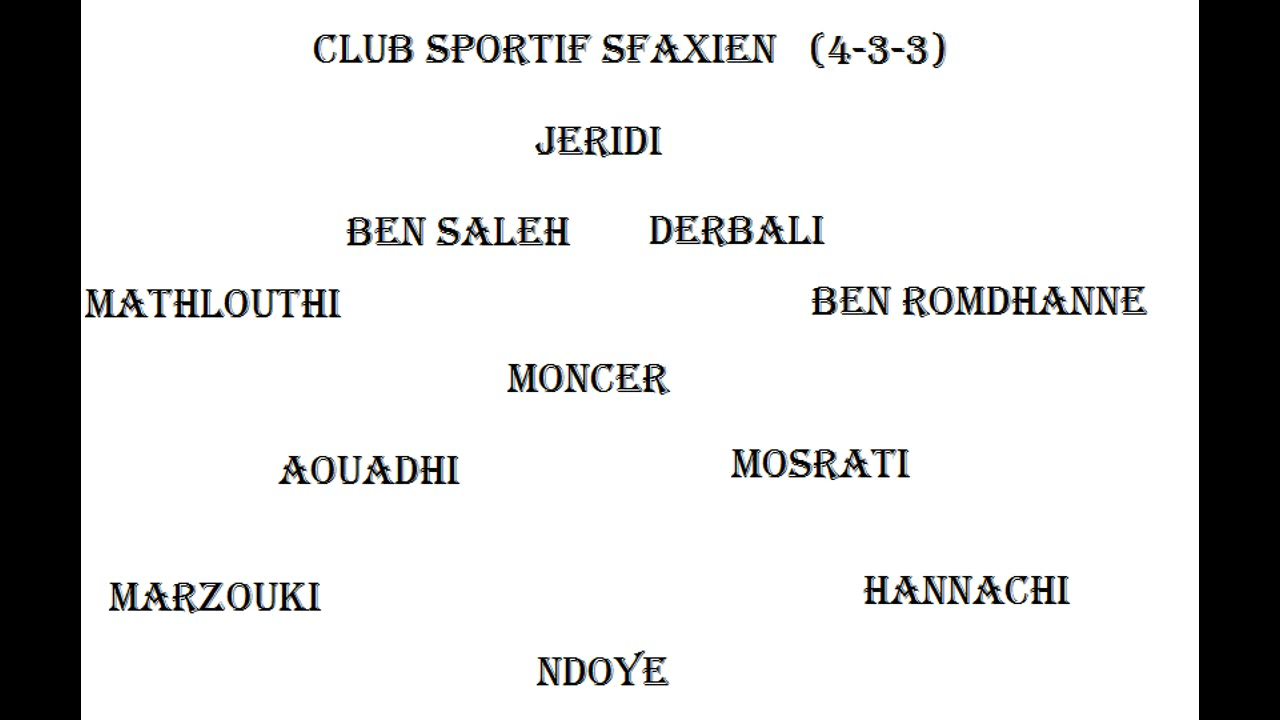 CLUB SPORTIF SFAXIEN (4-3-3)
JERIDI
BEN SALEH DERBALI
MATHLOUTHI BEN ROMDHANNE
MONCER
AOUADHI MOSRATI
MARZOUKI HANNACHI
NDOYE